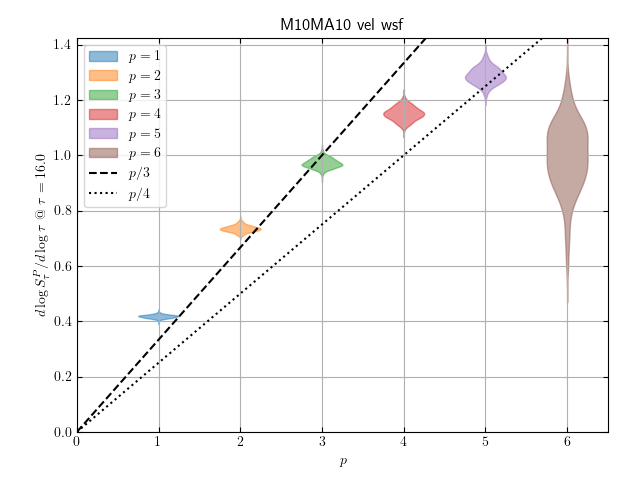 M10MA10 vel wsf
d log S_τ^P / d log τ @ τ = 16.0
1.4
1.2
1.0
0.8
0.6
0.4
0.2
0.0
p = 1
p = 2
p = 3
p = 4
p = 5
p = 6
p/3
p/4
0 1 2 3 4 5 6
p